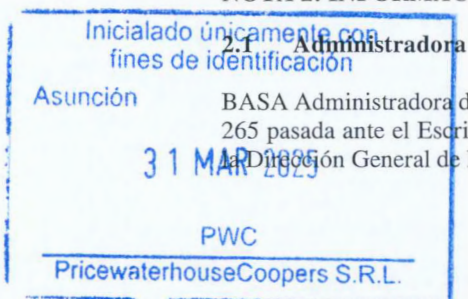 Inicialado únicamente con
fines de identificación
2.1 Administradora
Asunción
BASA Administradora
265 pasada ante el
31 MAR 2025
la Dirección General de
PWC
PricewaterhouseCoopers S.R.L.